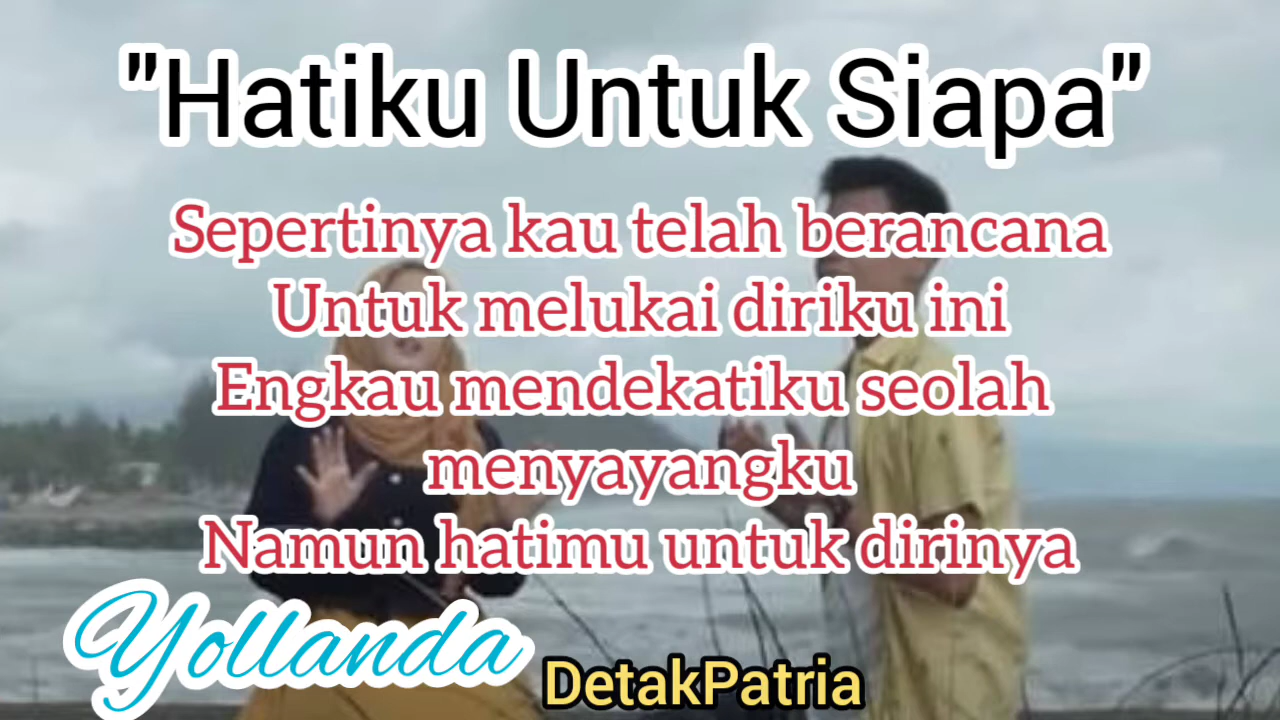 "Hatiku Untuk Siapa"
Sepertinya kau telah berancana
Untuk melukai diriku ini
Engkau mendekatiku seolah
menyayangku
Namun hatimu untuk dirinya
Yollanda
DetakPatria